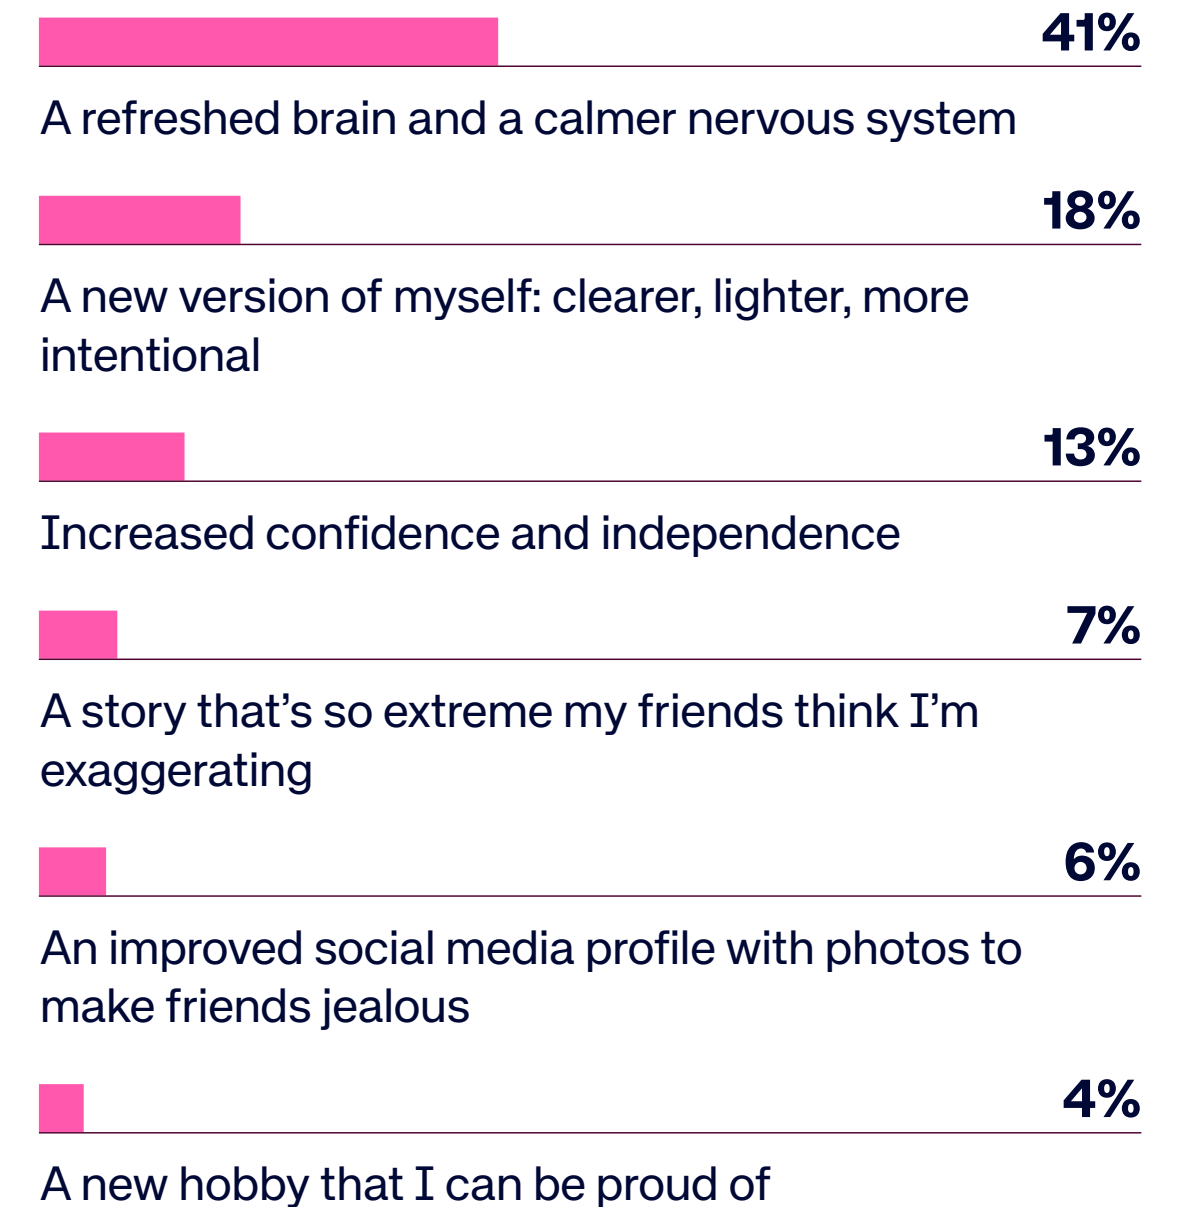 41%
A refreshed brain and a calmer nervous system
18%
A new version of myself: clearer, lighter, more
intentional
13%
Increased confidence and independence
7%
A story that’s so extreme my friends think I’m
exaggerating
6%
An improved social media profile with photos to
make friends jealous
4%
A new hobby that I can be proud of